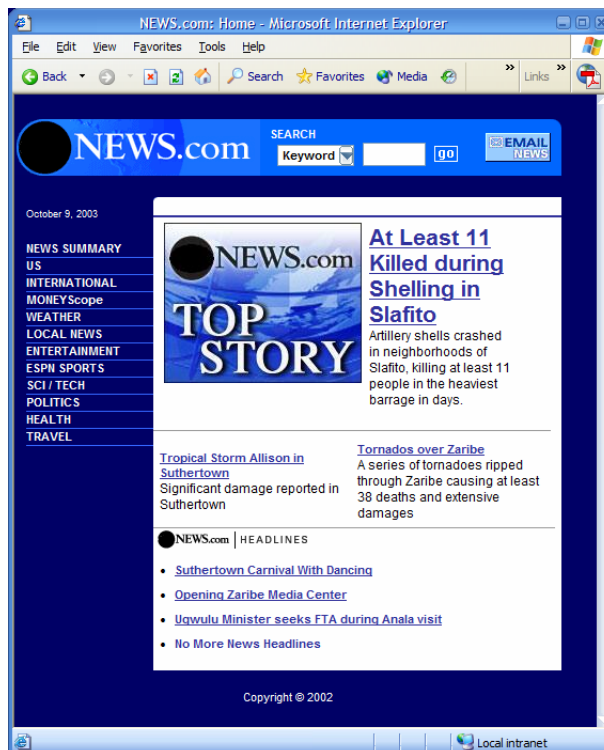 NEWS.com: Home - Microsoft Internet Explorer
File Edit View Favorites Tools Help
Back Search Favorites Media » Links »
NEWS.com
SEARCH
Keyword go
EMAIL
NEWS
October 9, 2003
NEWS SUMMARY
US
INTERNATIONAL
MONEYScope
WEATHER
LOCAL NEWS
ENTERTAINMENT
ESPN SPORTS
SCI / TECH
POLITICS
HEALTH
TRAVEL
NEWS.com
TOP
STORY
At Least 11
Killed during
Shelling in
Slafito
Artillery shells crashed
in neighborhoods of
Slafito, killing at least 11
people in the heaviest
barrage in days.
Tropical Storm Allison in
Suthertown
Significant damage reported in
Suthertown
Tornados over Zaribe
A series of tornadoes ripped
through Zaribe causing at least
38 deaths and extensive
damages
NEWS.com | HEADLINES
• Suthertown Carnival With Dancing
• Opening Zaribe Media Center
• Ugwulu Minister seeks FTA during Anala visit
• No More News Headlines
Copyright © 2002
Local intranet